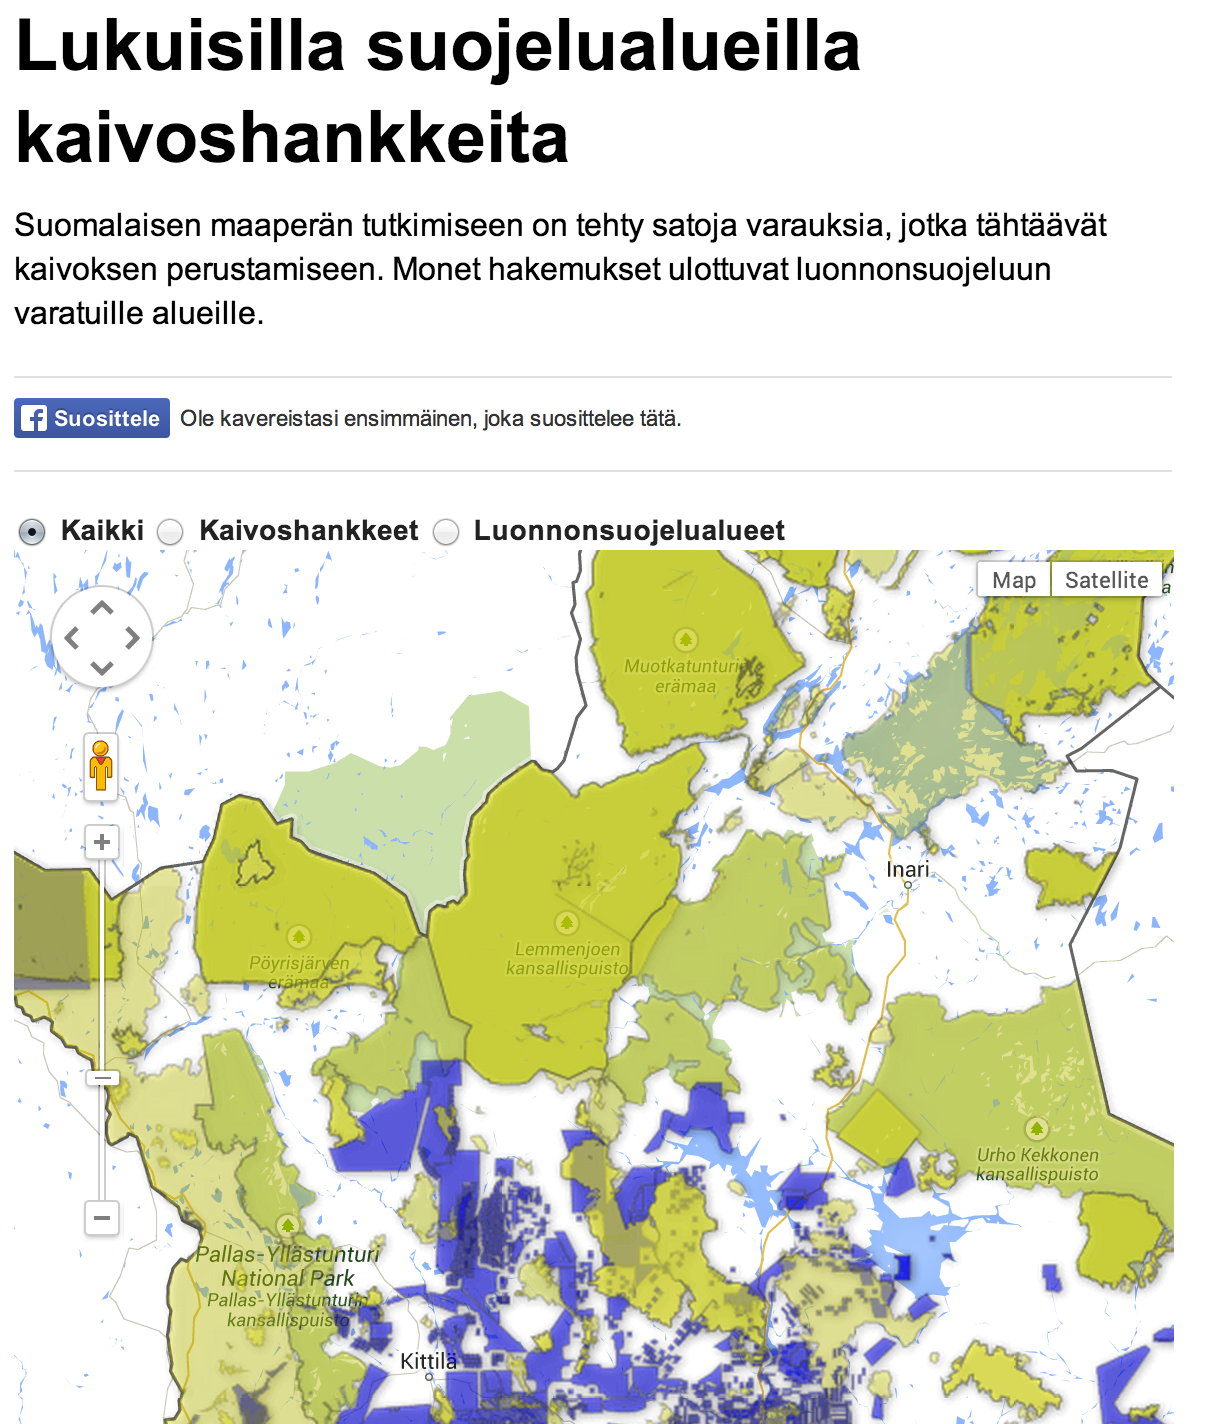 Lukuisilla suojelualueilla
kaivoshankkeita
Suomalaisen maaperän tutkimiseen on tehty satoja varauksia, jotka tähtäävät
kaivoksen perustamiseen. Monet hakemukset ulottuvat luonnonsuojeluun
varatuille alueille.
Suosittele Ole kavereistasi ensimmäinen, joka suosittelee tätä.
Kaikki Kaivoshankkeet Luonnonsuojelualueet
Map Satellite
Muotkatunturin
erämaa
Inari
Pöyrisjärven
erämaa
Lemmenjoen
kansallispuisto
Urho Kekkonen
kansallispuisto
Pallas-Yllästunturi
National Park
Pallas-Yllästunturin
kansallispuisto
Kittilä